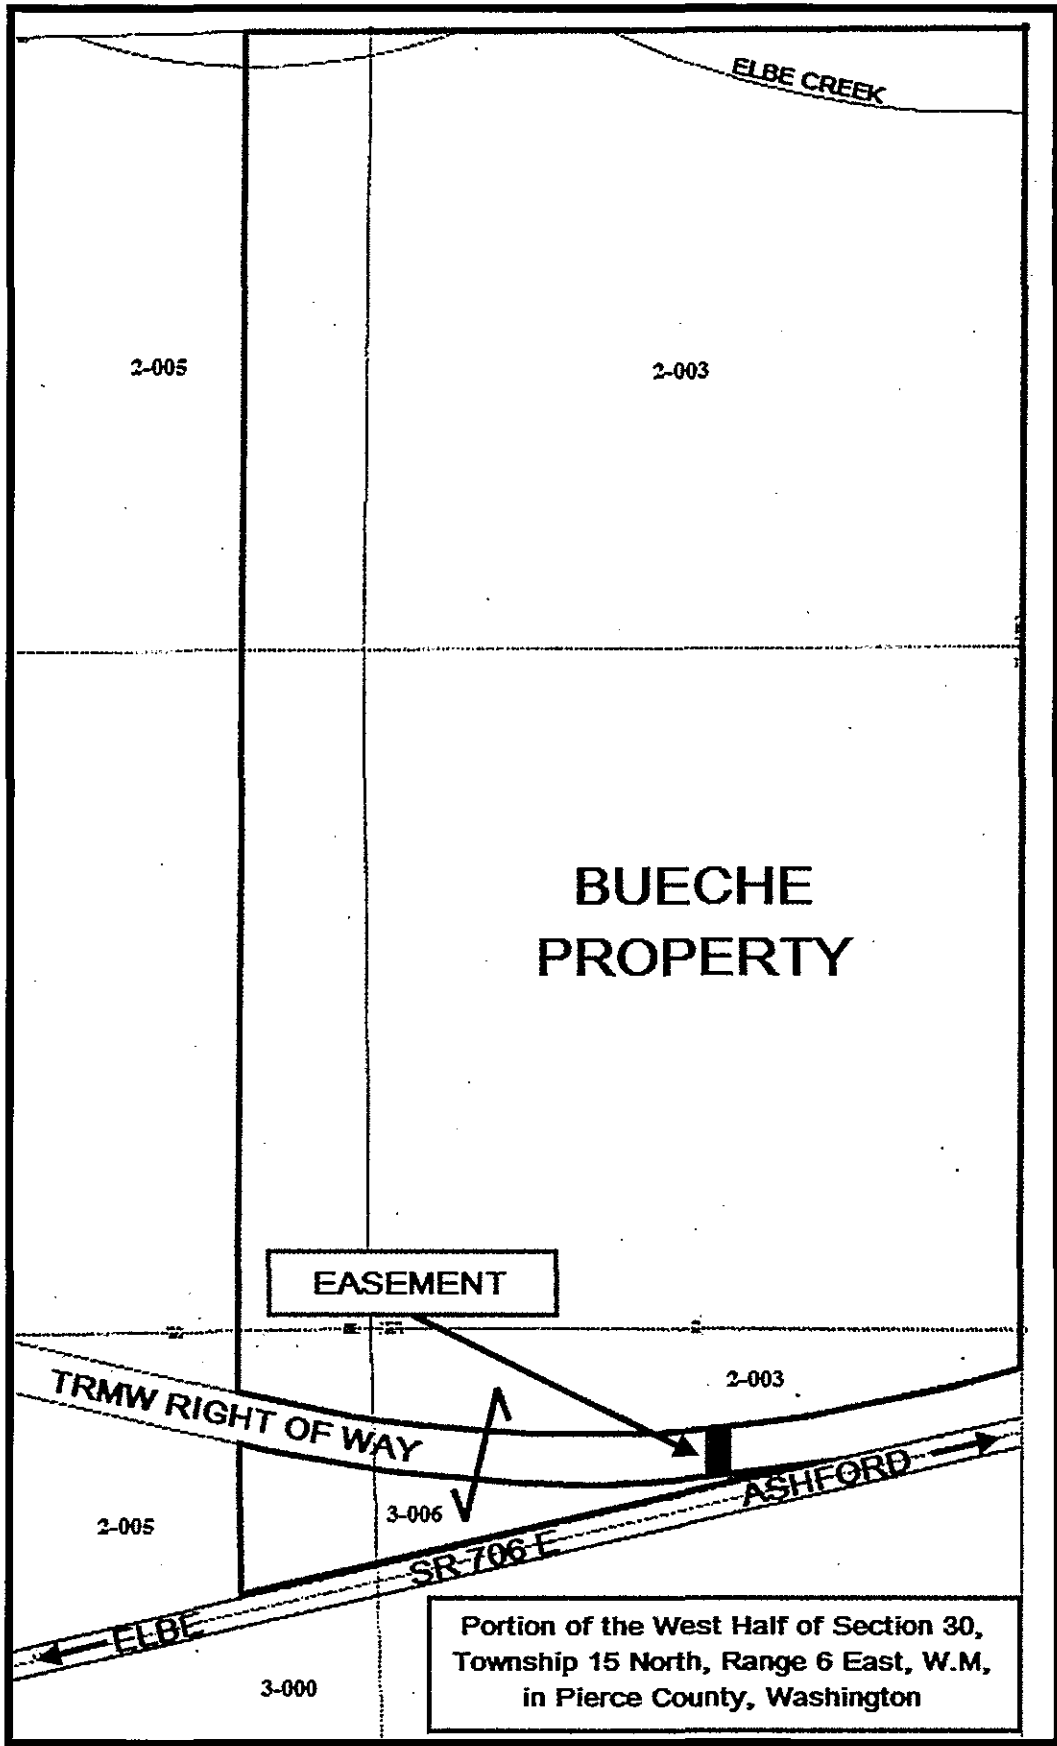 ELBE CREEK
2-005
2-003
BUECHE
PROPERTY
EASEMENT
2-003
TRMW RIGHT OF WAY
ASHFORD
3-006
2-005
SR 706 E
ELBE
Portion of the West Half of Section 30,
Township 15 North, Range 6 East, W.M,
in Pierce County, Washington
3-000